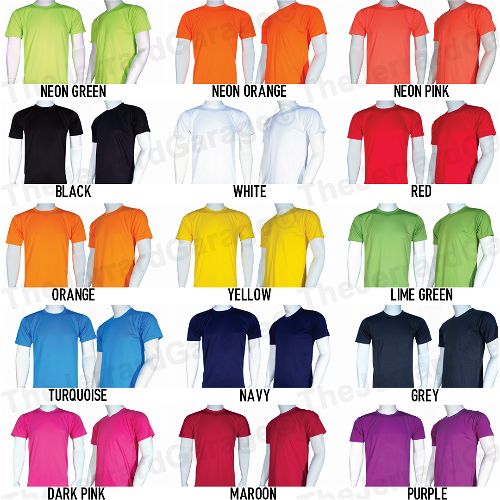 NEON GREEN
NEON ORANGE
NEON PINK
BLACK
WHITE
RED
ORANGE
YELLOW
LIME GREEN
TURQUOISE
NAVY
GREY
DARK PINK
MAROON
PURPLE
TheJerrardGarage©